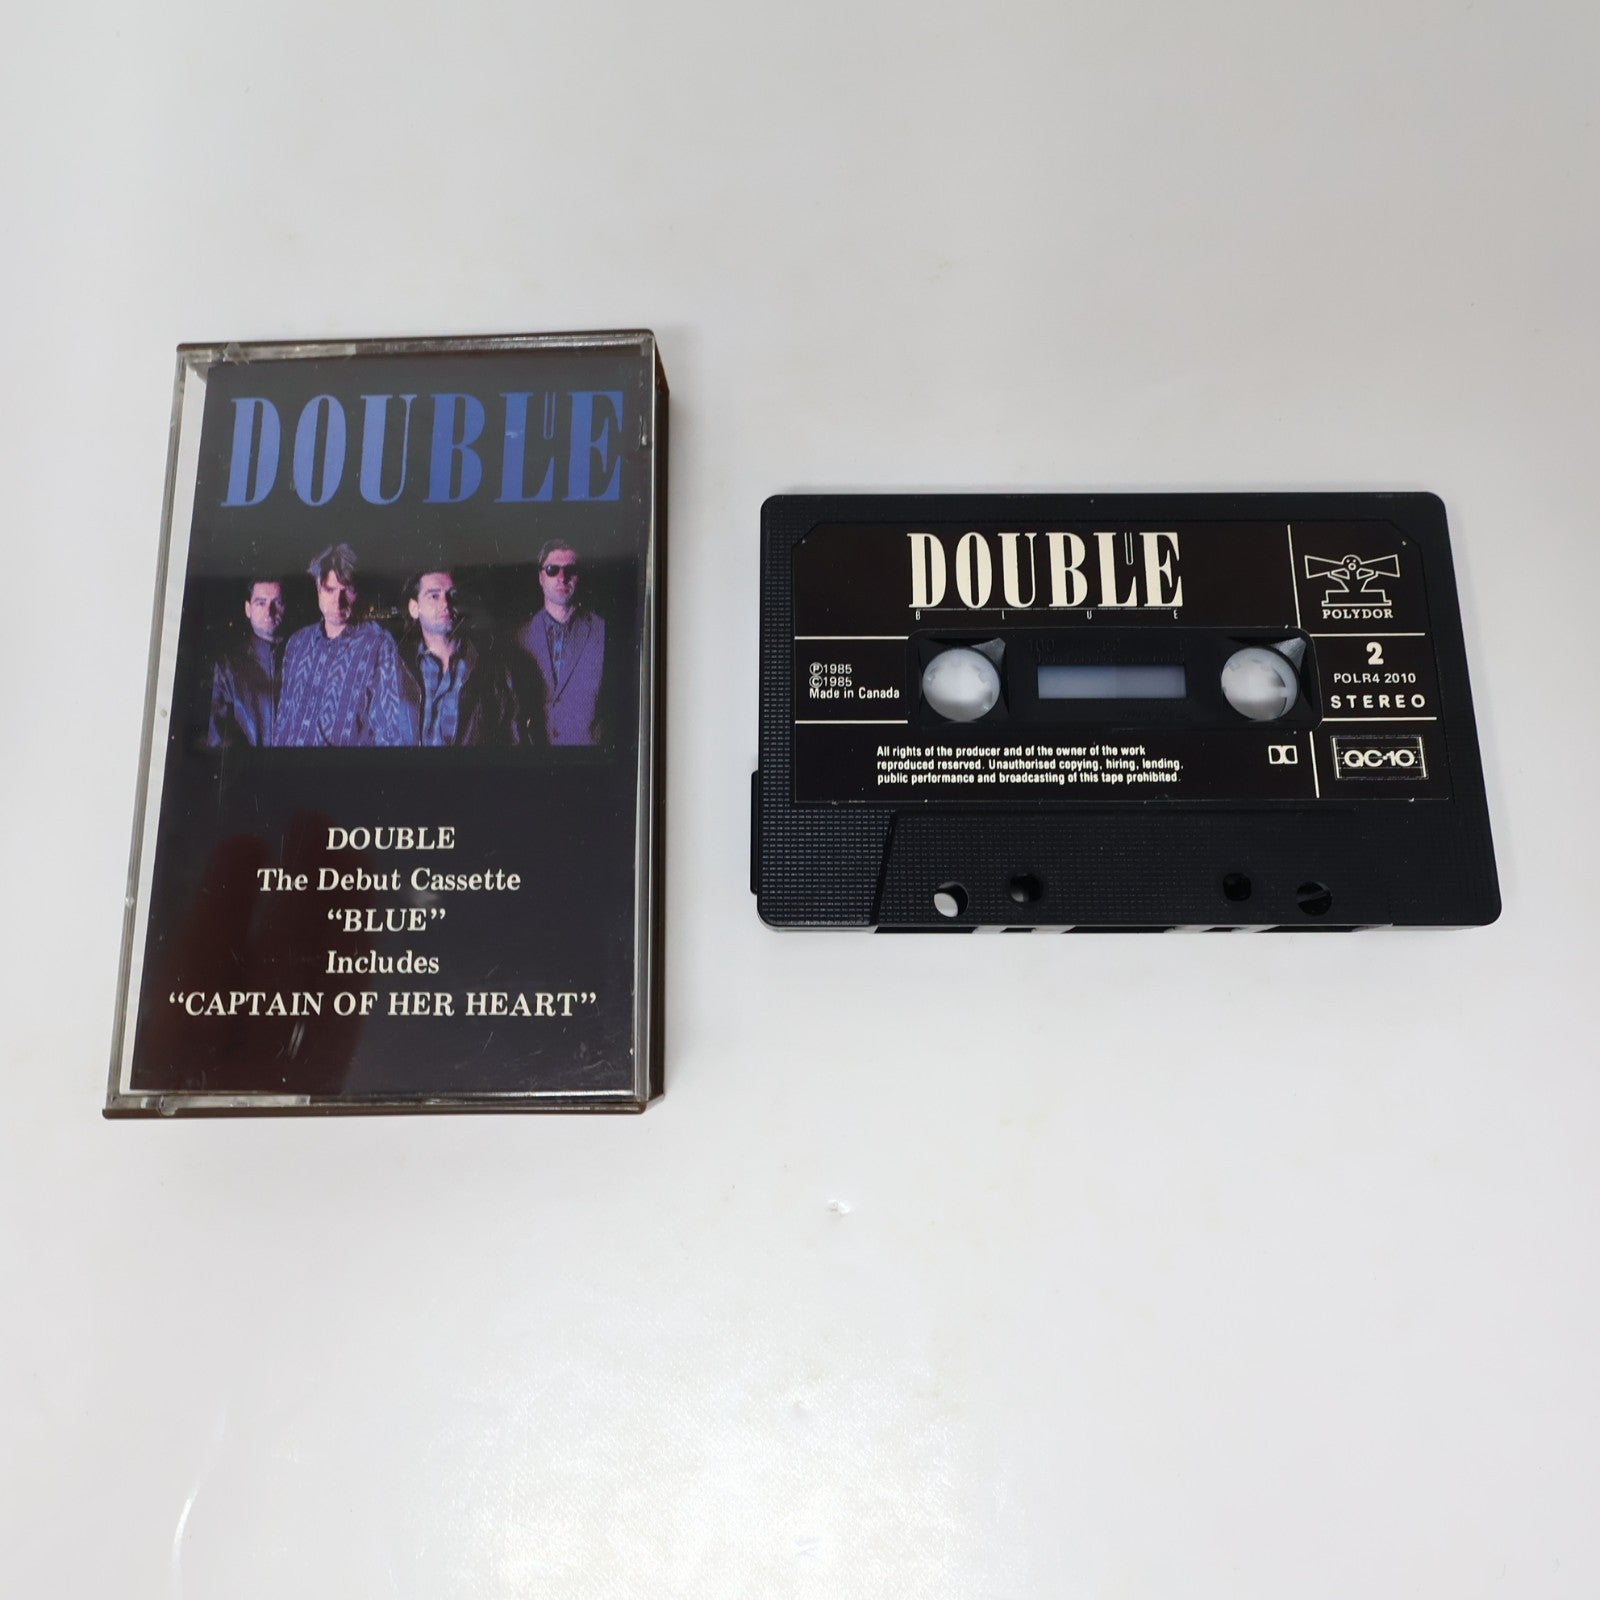 DOUBLE
DOUBLE
The Debut Cassette
“BLUE”
Includes
“CAPTAIN OF HER HEART”
DOUBLE
BLUE
POLYDOR
Ⓟ1985
Ⓒ1985
Made in Canada
2
POLR4 2010
STEREO
All rights of the producer and of the owner of the work
reproduced reserved. Unauthorised copying, hiring, lending,
public performance and broadcasting of this tape prohibited.
QC-10